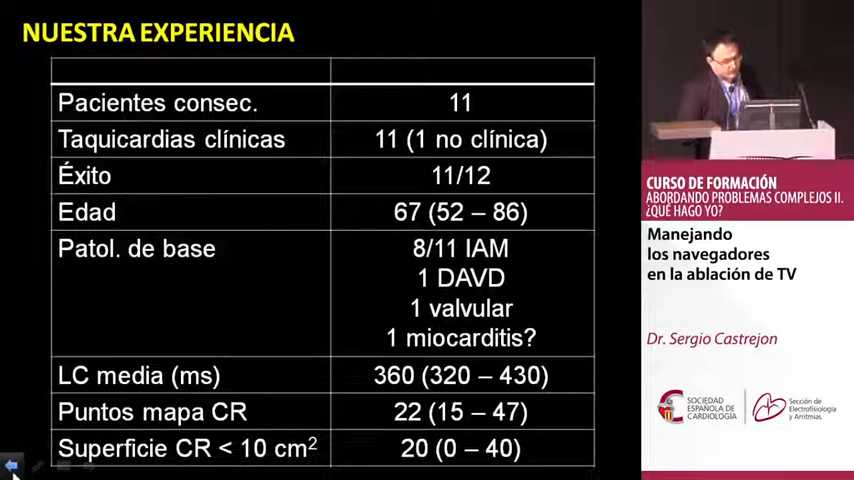 NUESTRA EXPERIENCIA
Pacientes consec. 11
Taquicardias clínicas 11 (1 no clínica)
Éxito 11/12
Edad 67 (52 – 86)
Patol. de base 8/11 IAM
1 DAVD
1 valvular
1 miocarditis?
LC media (ms) 360 (320 – 430)
Puntos mapa CR 22 (15 – 47)
Superficie CR < 10 cm² 20 (0 – 40)
CURSO DE FORMACIÓN
ABORDANDO PROBLEMAS COMPLEJOS II.
¿QUÉ HAGO YO?
Manejando
los navegadores
en la ablación de TV
Dr. Sergio Castrejon
SOCIEDAD
ESPAÑOLA DE
CARDIOLOGÍA
Sección de
Electrofisiología
y Arritmias